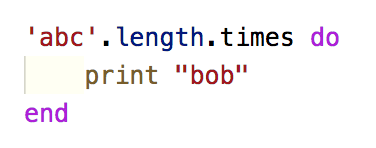 'abc'.length.times do
    print "bob"
end